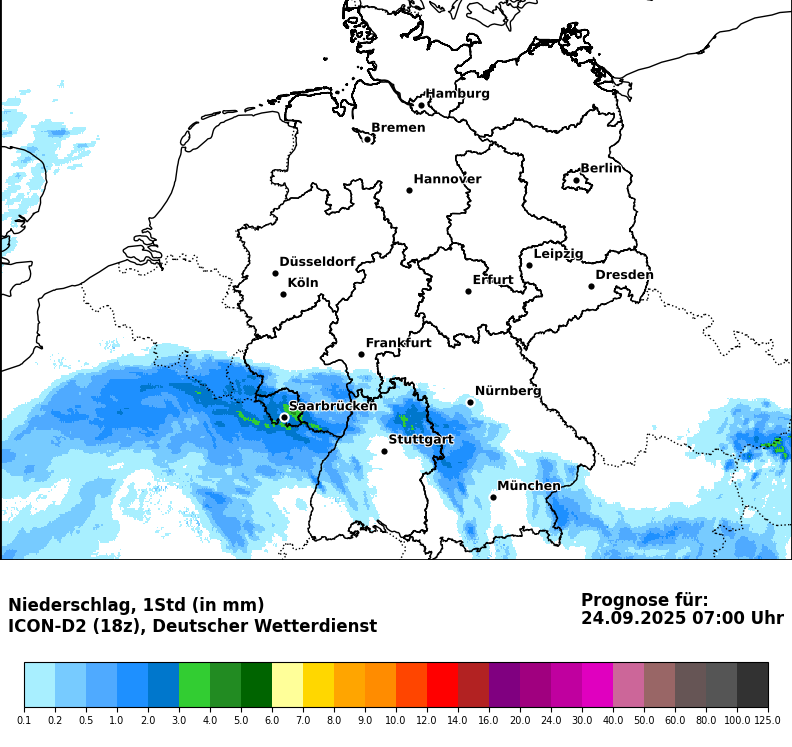 Hamburg
Bremen
Berlin
Hannover
Leipzig
Düsseldorf
Dresden
Köln
Erfurt
Frankfurt
Nürnberg
Saarbrücken
Stuttgart
München
Niederschlag, 1Std (in mm)
ICON-D2 (18z), Deutscher Wetterdienst
Prognose für:
24.09.2025 07:00 Uhr
0.1 0.2 0.5 1.0 2.0 3.0 4.0 5.0 6.0 7.0 8.0 9.0 10.0 12.0 14.0 16.0 20.0 24.0 30.0 40.0 50.0 60.0 80.0 100.0 125.0